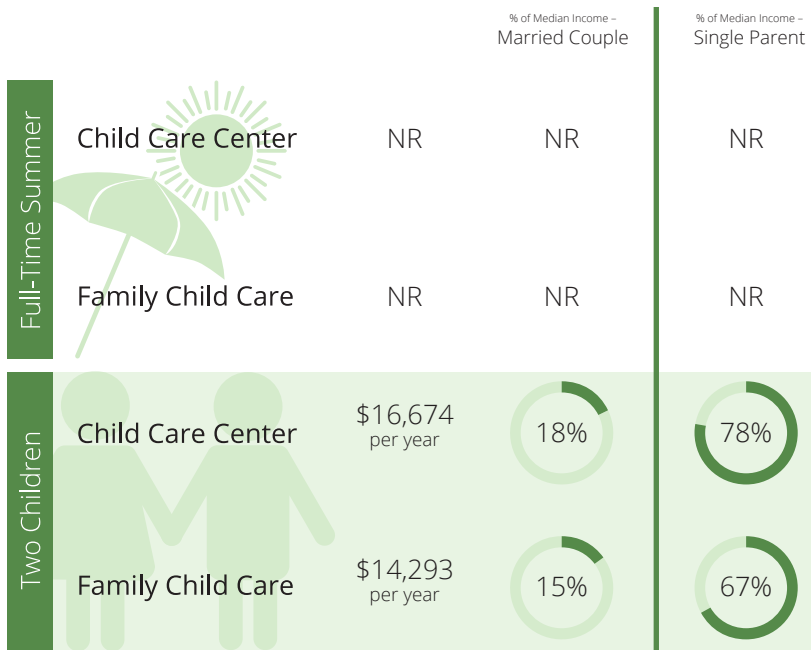 % of Median Income –
Married Couple
% of Median Income –
Single Parent
Full-Time Summer
Child Care Center
NR
NR
NR
Family Child Care
NR
NR
NR
Two Children
Child Care Center
$16,674
per year
18%
78%
Family Child Care
$14,293
per year
15%
67%